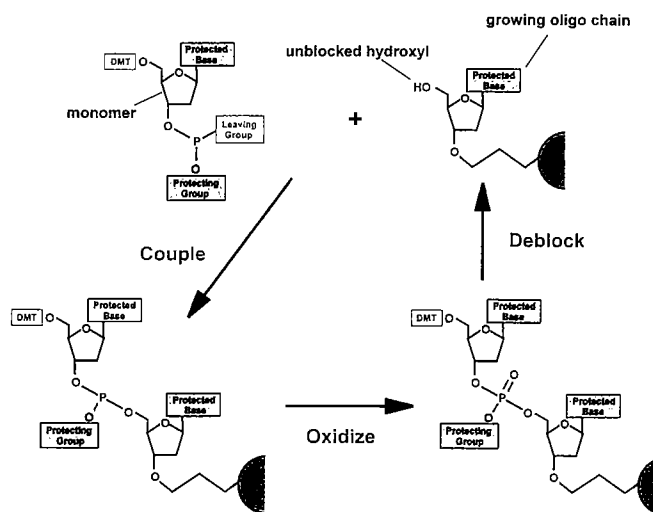 growing oligo chain
unblocked hydroxyl
Protected
Base
DMT
O
O
monomer
O
P
Leaving
Group
O
Protecting
Group
+
HO
Protected
Base
O
O
Couple
Deblock
DMT
O
Protected
Base
O
O
P
O
O
Protecting
Group
Protected
Base
O
O
Oxidize
DMT
O
Protected
Base
O
O
O
P
O
O
Protecting
Group
Protected
Base
O
O